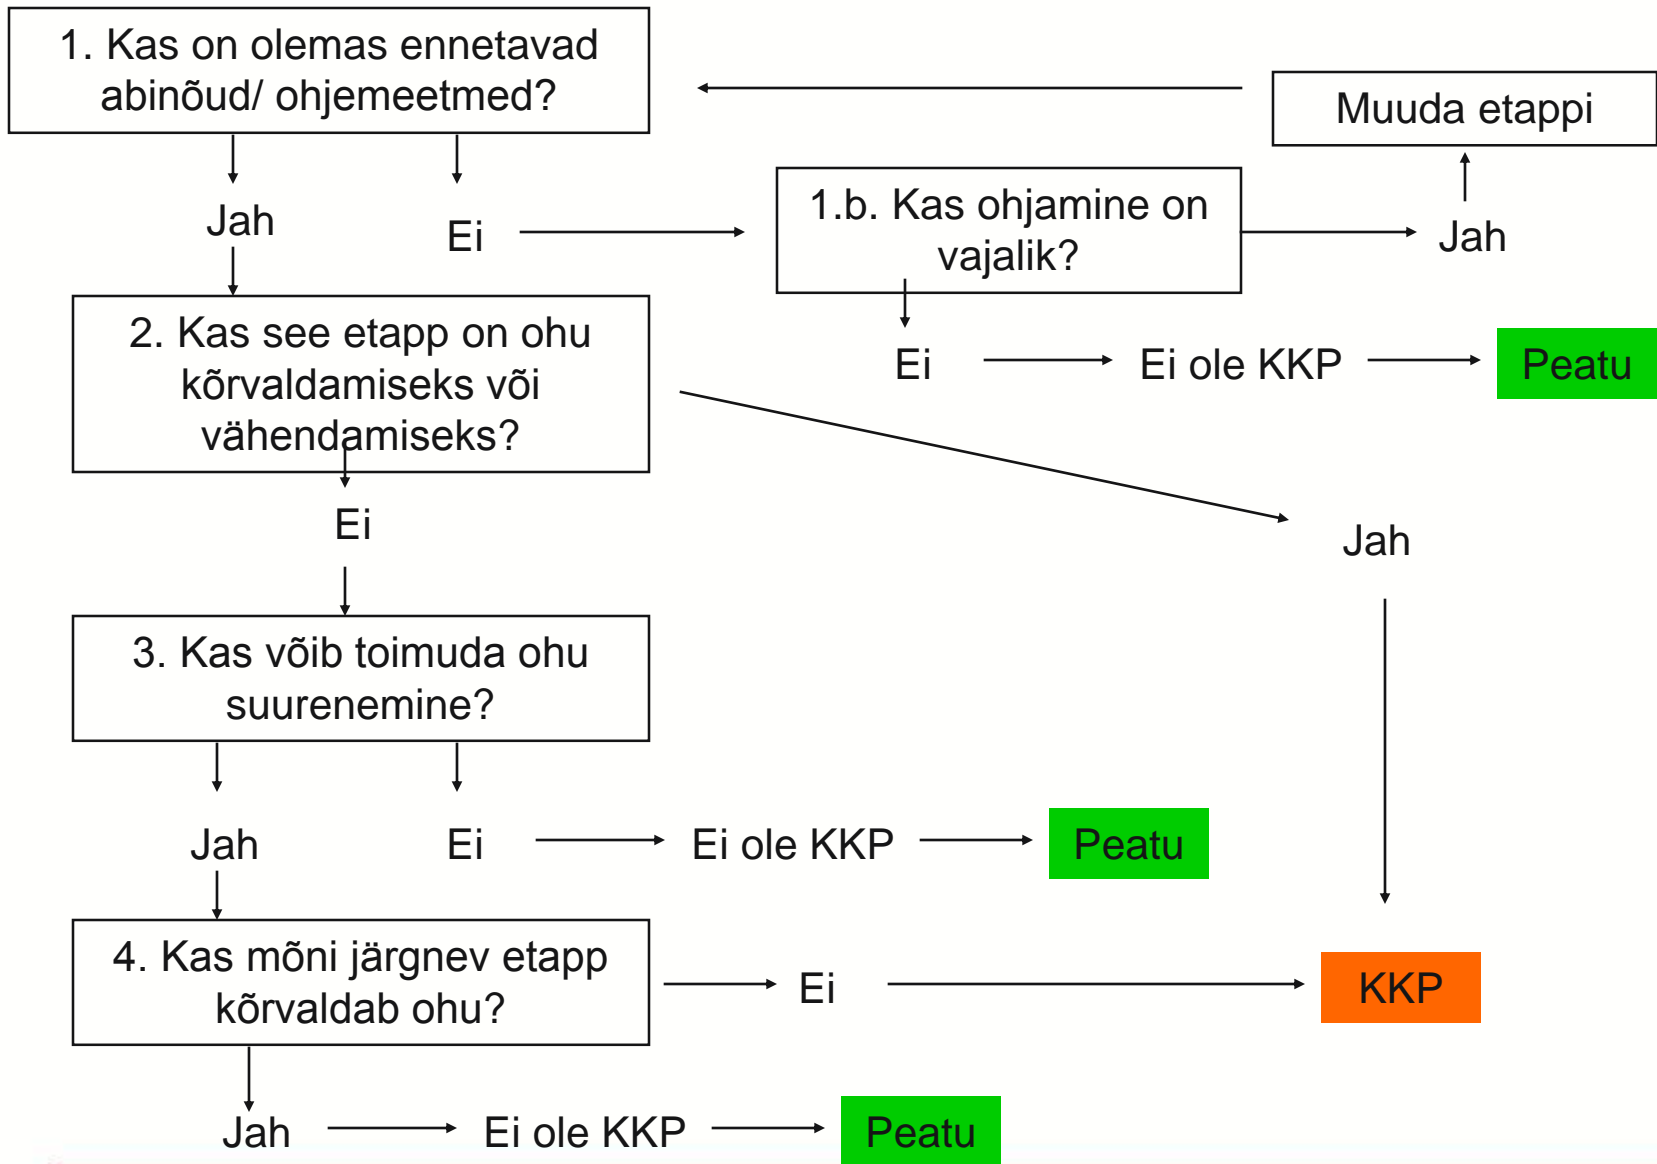 1. Kas on olemas ennetavad
abinõud/ ohjemeetmed?
Muuda etappi
Jah
Ei
1.b. Kas ohjamine on
vajalik?
Jah
2. Kas see etapp on ohu
kõrvaldamiseks või
vähendamiseks?
Ei
Ei ole KKP
Peatu
Ei
Jah
3. Kas võib toimuda ohu
suurenemine?
Jah
Ei
Ei ole KKP
Peatu
4. Kas mõni järgnev etapp
kõrvaldab ohu?
Ei
KKP
Jah
Ei ole KKP
Peatu